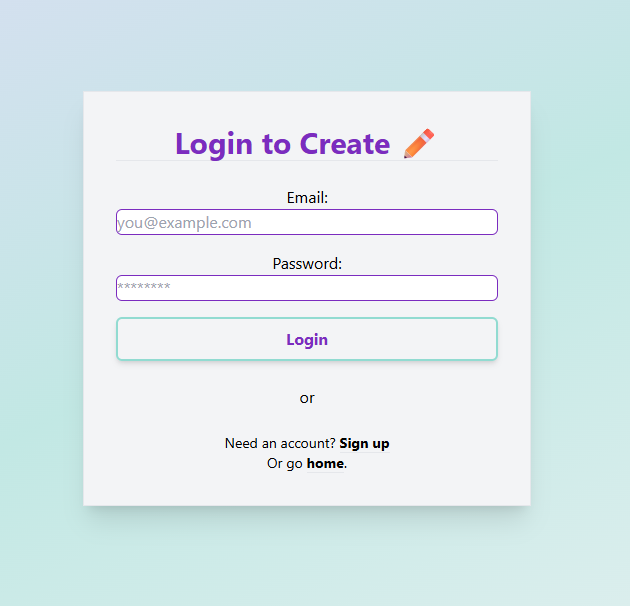 Login to Create ✏️
Email:
you@example.com
Password:
********
Login
or
Need an account? Sign up
Or go home.